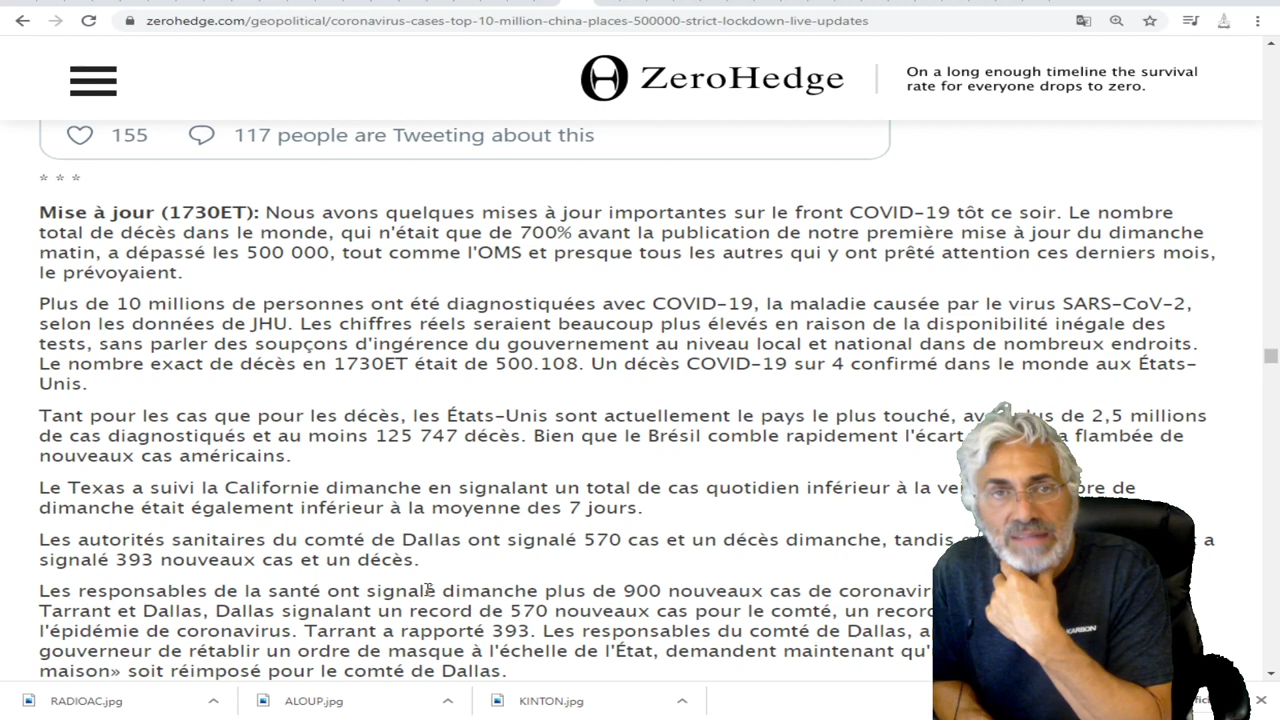 zerohedge.com/geopolitical/coronavirus-cases-top-10-million-china-places-500000-strict-lockdown-live-updates
ZeroHedge
On a long enough timeline the survival
rate for everyone drops to zero.
155 117 people are Tweeting about this
* * *
Mise à jour (1730ET): Nous avons quelques mises à jour importantes sur le front COVID-19 tôt ce soir. Le nombre
total de décès dans le monde, qui n'était que de 700% avant la publication de notre première mise à jour du dimanche
matin, a dépassé les 500 000, tout comme l'OMS et presque tous les autres qui y ont prêté attention ces derniers mois,
le prévoyaient.
Plus de 10 millions de personnes ont été diagnostiquées avec COVID-19, la maladie causée par le virus SARS-CoV-2,
selon les données de JHU. Les chiffres réels seraient beaucoup plus élevés en raison de la disponibilité inégale des
tests, sans parler des soupçons d'ingérence du gouvernement au niveau local et national dans de nombreux endroits.
Le nombre exact de décès en 1730ET était de 500.108. Un décès COVID-19 sur 4 confirmé dans le monde aux États-
Unis.
Tant pour les cas que pour les décès, les États-Unis sont actuellement le pays le plus touché, plus de 2,5 millions
de cas diagnostiqués et au moins 125 747 décès. Bien que le Brésil comble rapidement l'écart flambée de
nouveaux cas américains.
Le Texas a suivi la Californie dimanche en signalant un total de cas quotidien inférieur à la de
dimanche était également inférieur à la moyenne des 7 jours.
Les autorités sanitaires du comté de Dallas ont signalé 570 cas et un décès dimanche, tandis a
signalé 393 nouveaux cas et un décès.
Les responsables de la santé ont signalé dimanche plus de 900 nouveaux cas de
Tarrant et Dallas, Dallas signalant un record de 570 nouveaux cas pour le comté, un
l'épidémie de coronavirus. Tarrant a rapporté 393. Les responsables du comté de Dallas,
gouverneur de rétablir un ordre de masque à l'échelle de l'État, demandent maintenant
maison» soit réimposé pour le comté de Dallas.
KARBON
RADIOAC.jpg ALOUP.jpg KINTON.jpg